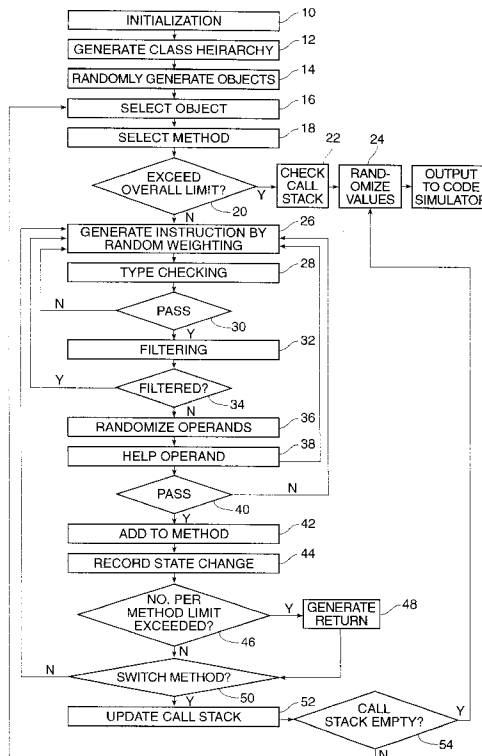 INITIALIZATION
10
GENERATE CLASS HEIRARCHY
12
RANDOMLY GENERATE OBJECTS
14
SELECT OBJECT
16
SELECT METHOD
18
EXCEED
OVERALL LIMIT?
20
Y
N
22
CHECK
CALL
STACK
24
RAN-
DOMIZE
VALUES
OUTPUT
TO CODE
SIMULATOR
GENERATE INSTRUCTION BY
RANDOM WEIGHTING
26
TYPE CHECKING
28
N
PASS
30
Y
FILTERING
32
Y
FILTERED?
34
N
RANDOMIZE OPERANDS
36
HELP OPERAND
38
PASS
N
40
Y
ADD TO METHOD
42
RECORD STATE CHANGE
44
NO. PER
METHOD LIMIT
EXCEEDED?
46
Y
GENERATE
RETURN
48
N
N
SWITCH METHOD?
50
Y
UPDATE CALL STACK
52
CALL
STACK EMPTY?
Y
54
N